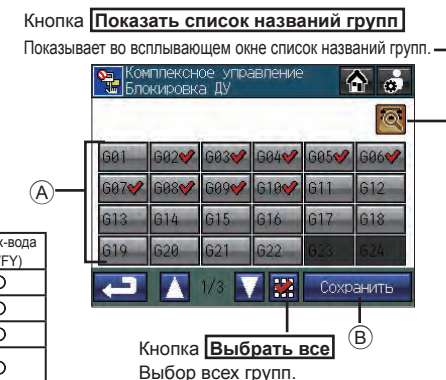 Кнопка Показать список названий групп
Показывает во всплывающем окне список названий групп.
Комплексное управление
Блокировка ДУ
G01 G02 G03 G04 G05 G06
A
G07 G08 G09 G10 G11 G12
G13 G14 G15 G16 G17 G18
G19 G20 G21 G22 G23 G24
х-вода
FY)
1/3 Сохранить
B
Кнопка Выбрать все
Выбор всех групп.